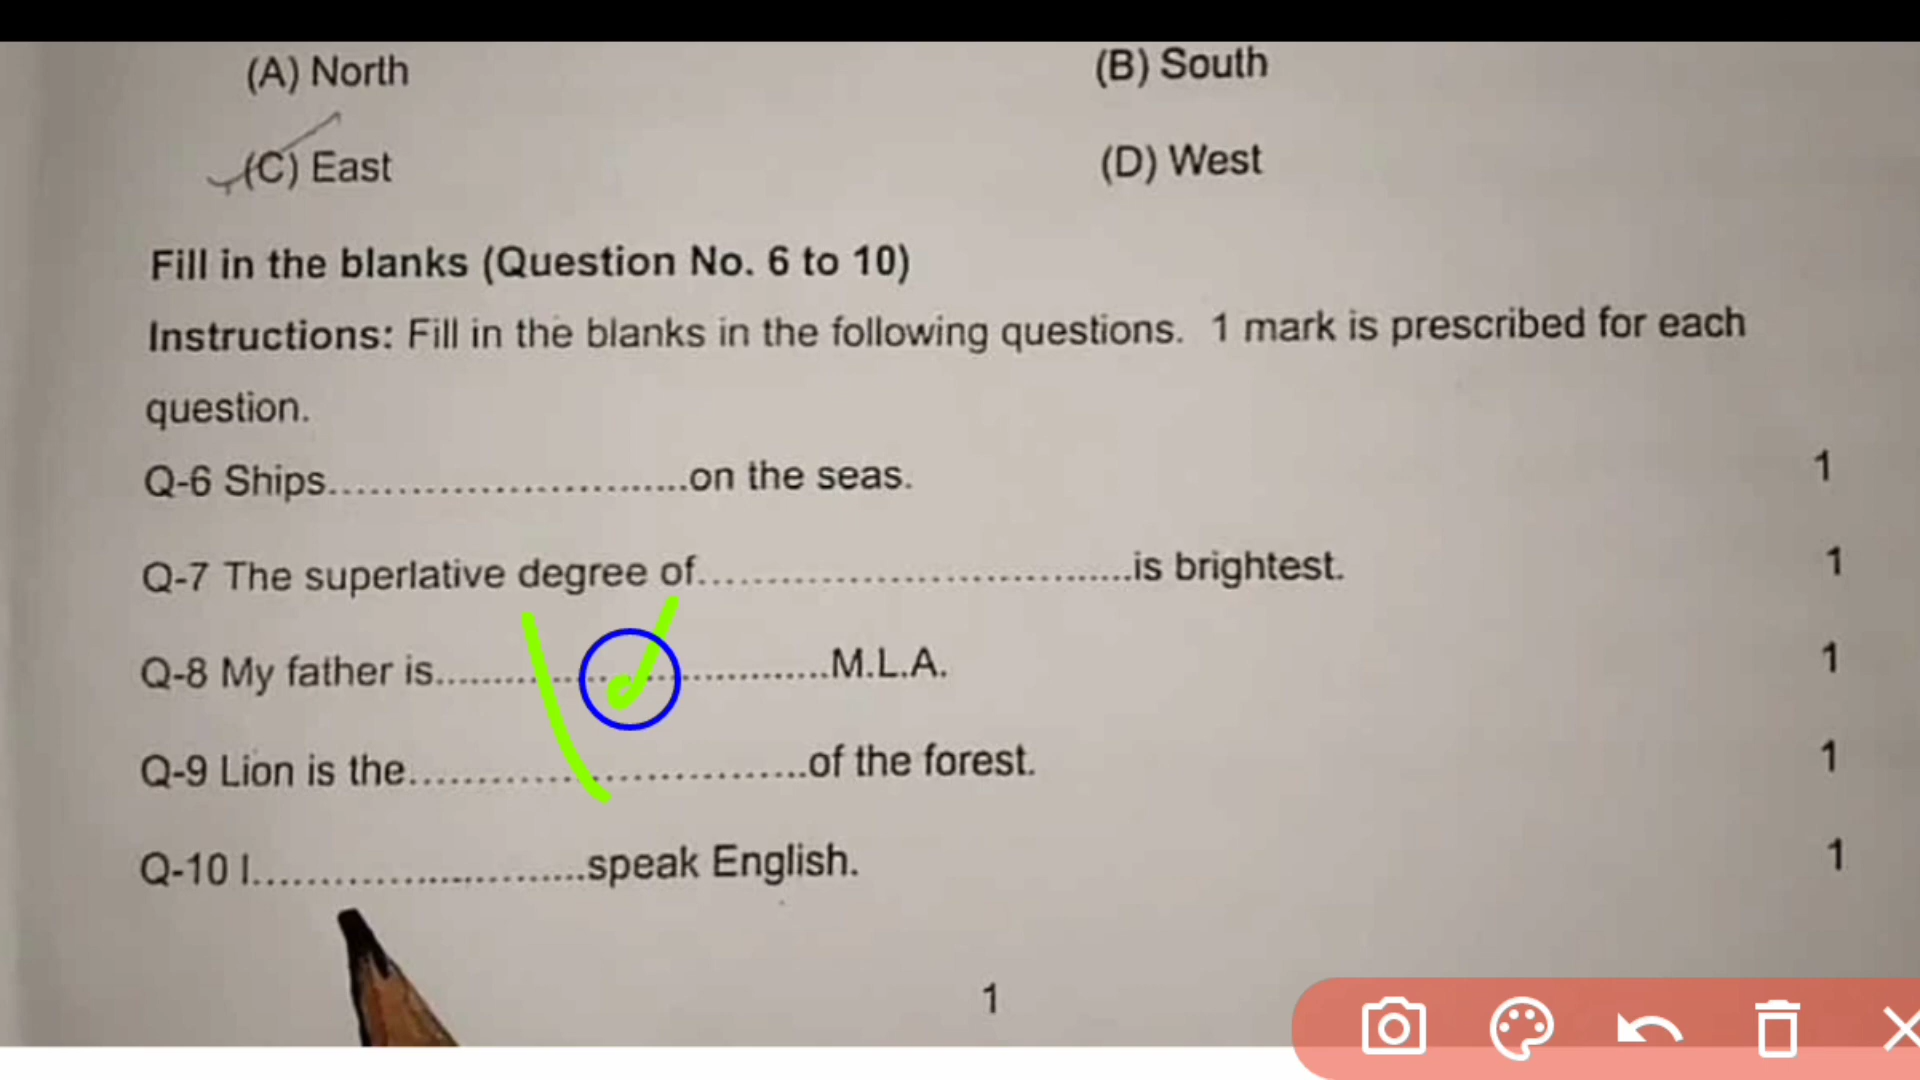 (A) North (B) South
(C) East (D) West
Fill in the blanks (Question No. 6 to 10)
Instructions: Fill in the blanks in the following questions. 1 mark is prescribed for each
question.
Q-6 Ships..........................on the seas. 1
Q-7 The superlative degree of...............................is brightest. 1
Q-8 My father is............................M.L.A. 1
Q-9 Lion is the............................of the forest. 1
Q-10 I........................speak English. 1
1